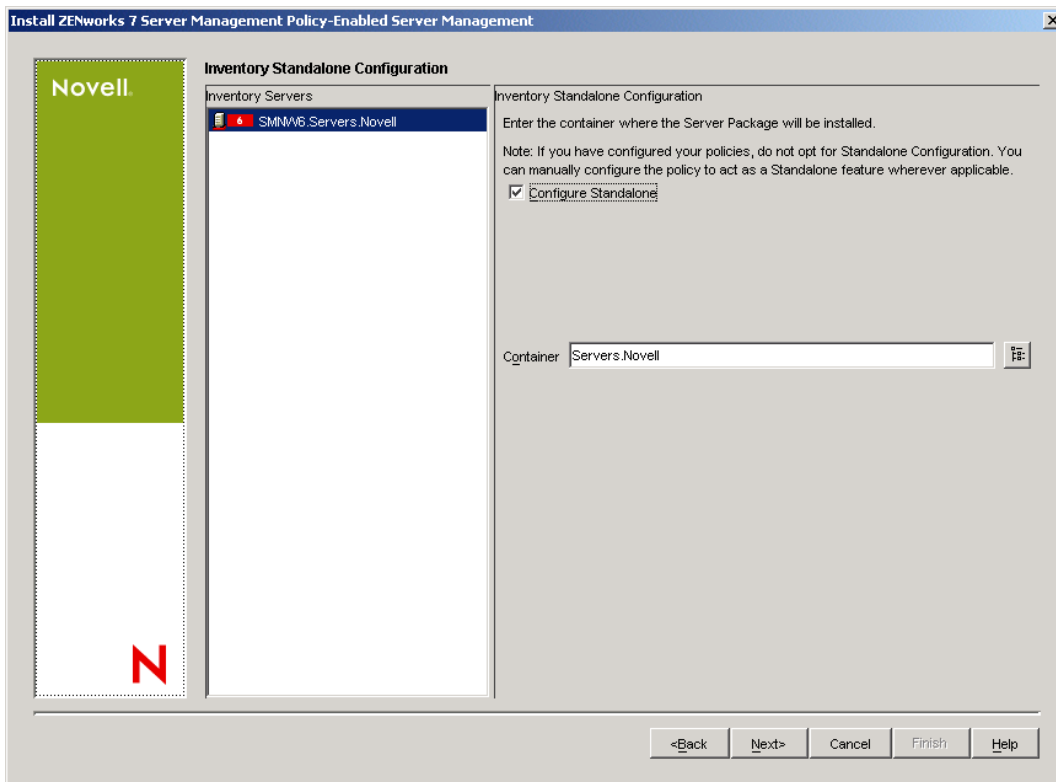 Install ZENworks 7 Server Management Policy-Enabled Server Management
Novell.
Inventory Standalone Configuration
Inventory Servers
6 SMNW6.Servers.Novell
Inventory Standalone Configuration
Enter the container where the Server Package will be installed.
Note: If you have configured your policies, do not opt for Standalone Configuration. You
can manually configure the policy to act as a Standalone feature wherever applicable.
Configure Standalone
Container Servers.Novell
N
<Back Next> Cancel Finish Help